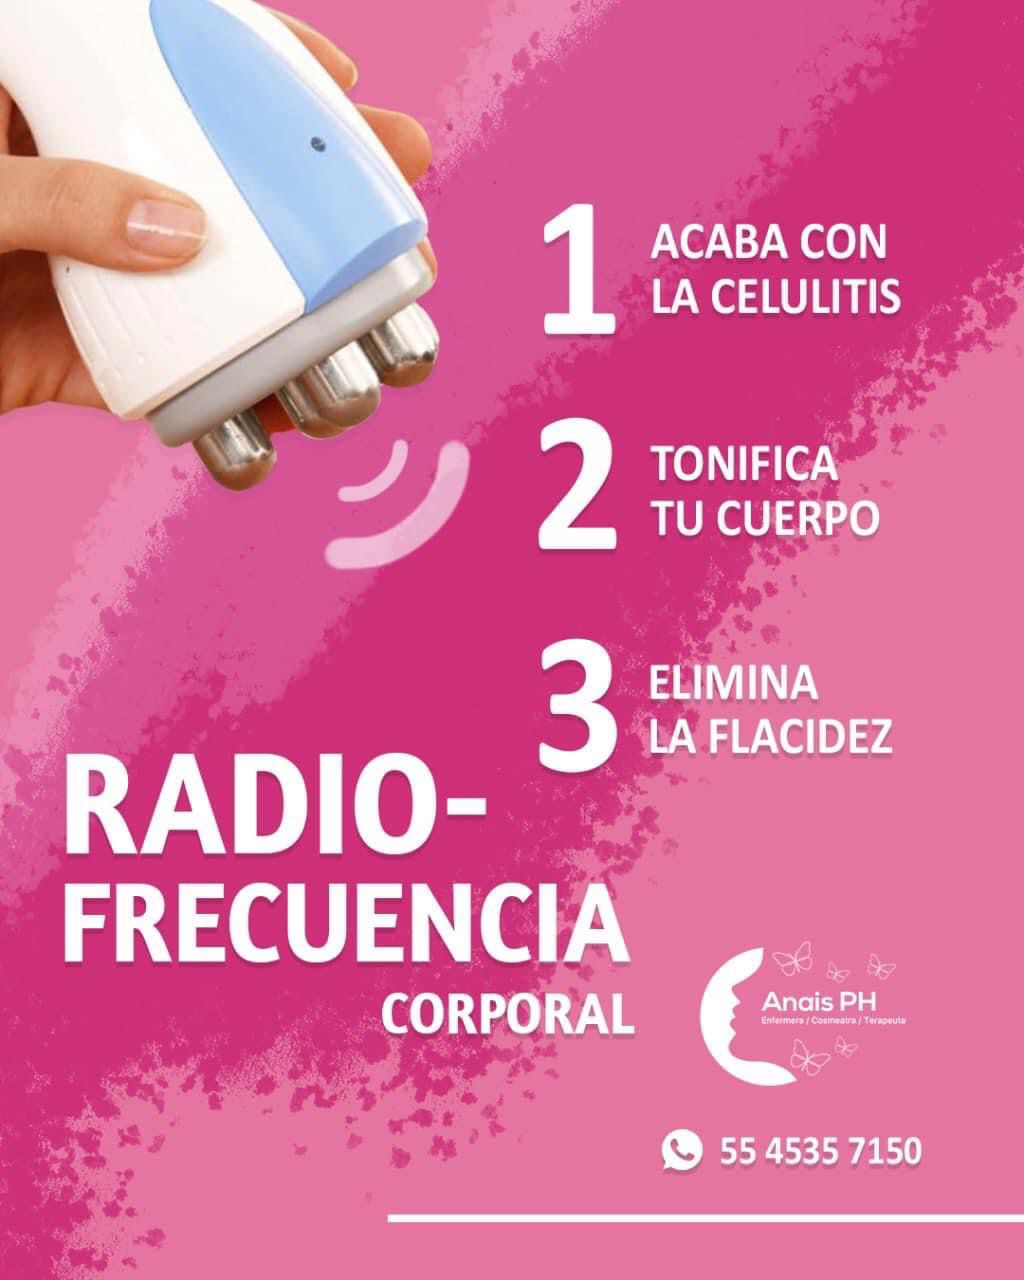 1 ACABA CON
LA CELULITIS
2 TONIFICA
TU CUERPO
3 ELIMINA
LA FLACIDEZ
RADIO-
FRECUENCIA
CORPORAL
Anais PH
Enfermera / Cosmeatra / Terapeuta
55 4535 7150